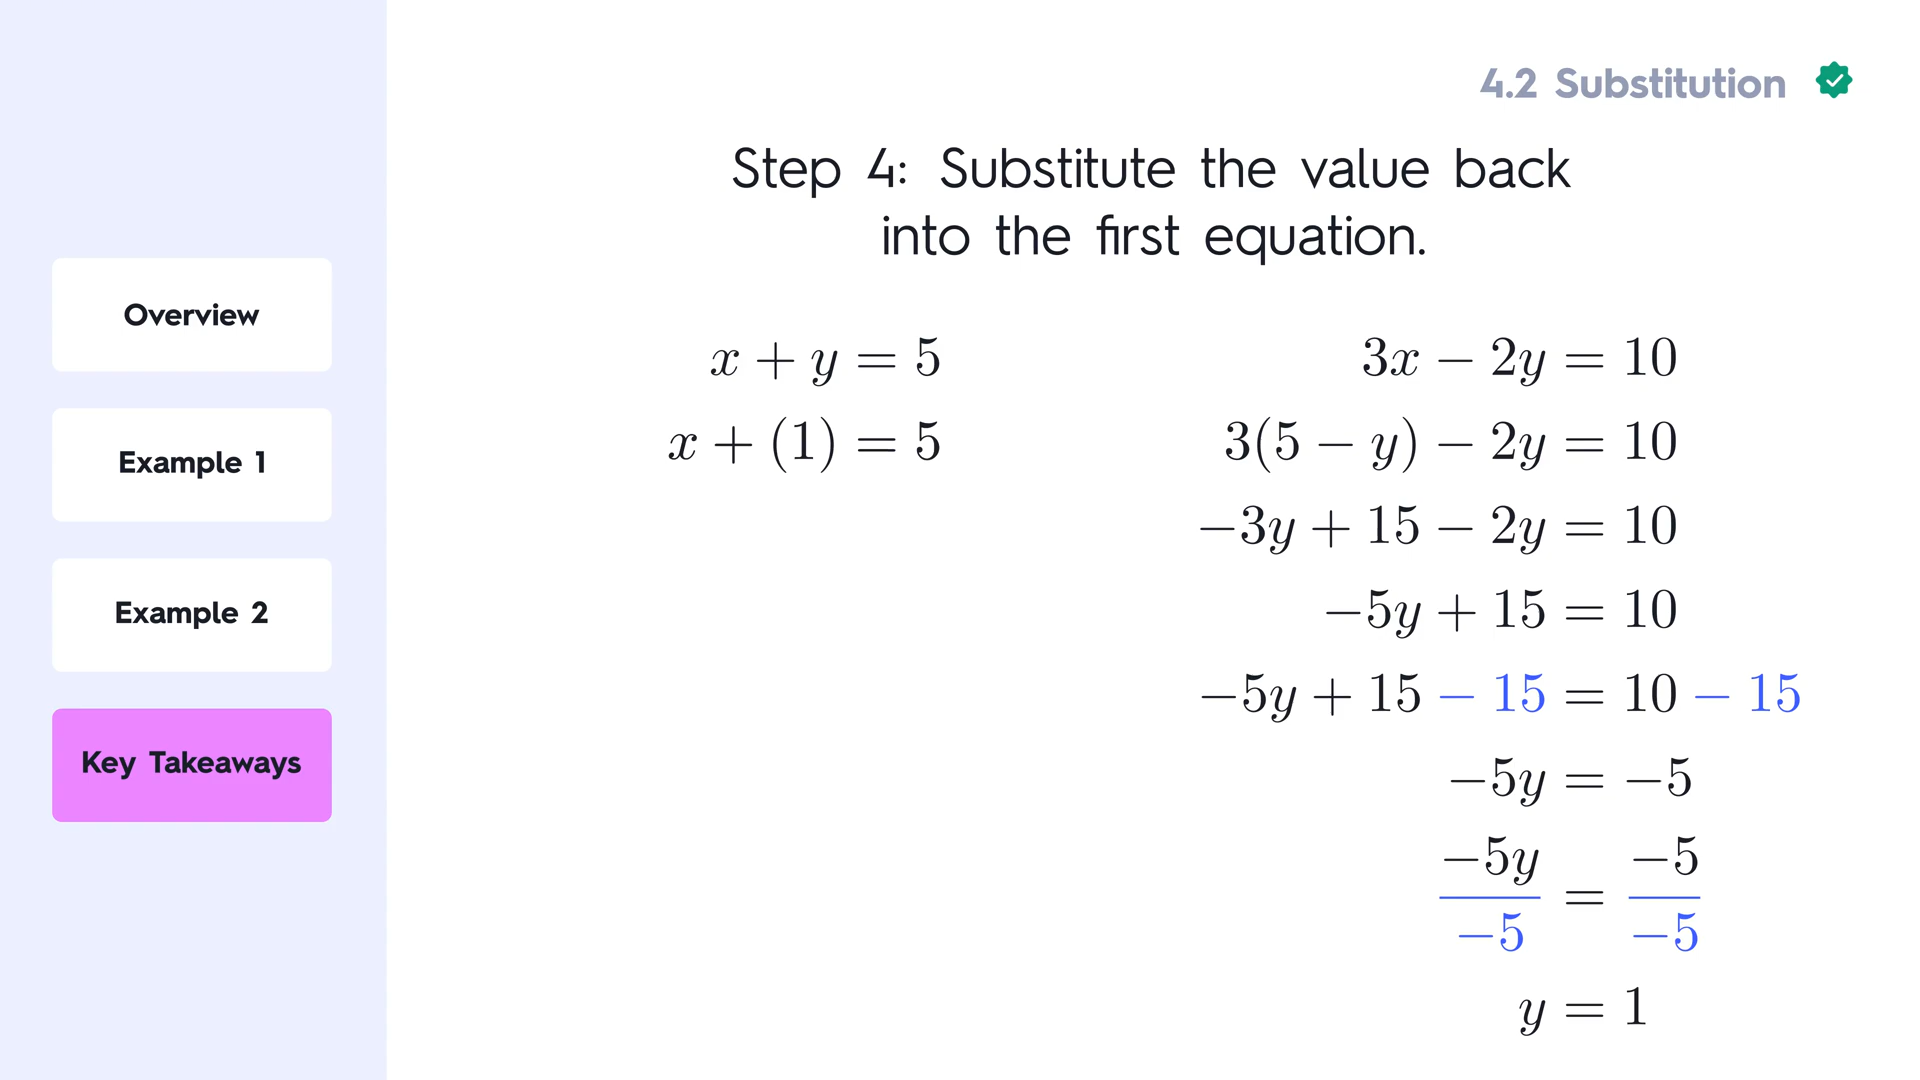 4.2 Substitution
Step 4: Substitute the value back
into the first equation.
Overview
Example 1
Example 2
Key Takeaways
x + y = 5
x + (1) = 5
3x − 2y = 10
3(5 − y) − 2y = 10
−3y + 15 − 2y = 10
−5y + 15 = 10
−5y + 15 − 15 = 10 − 15
−5y = −5
−5y/−5 = −5/−5
y = 1